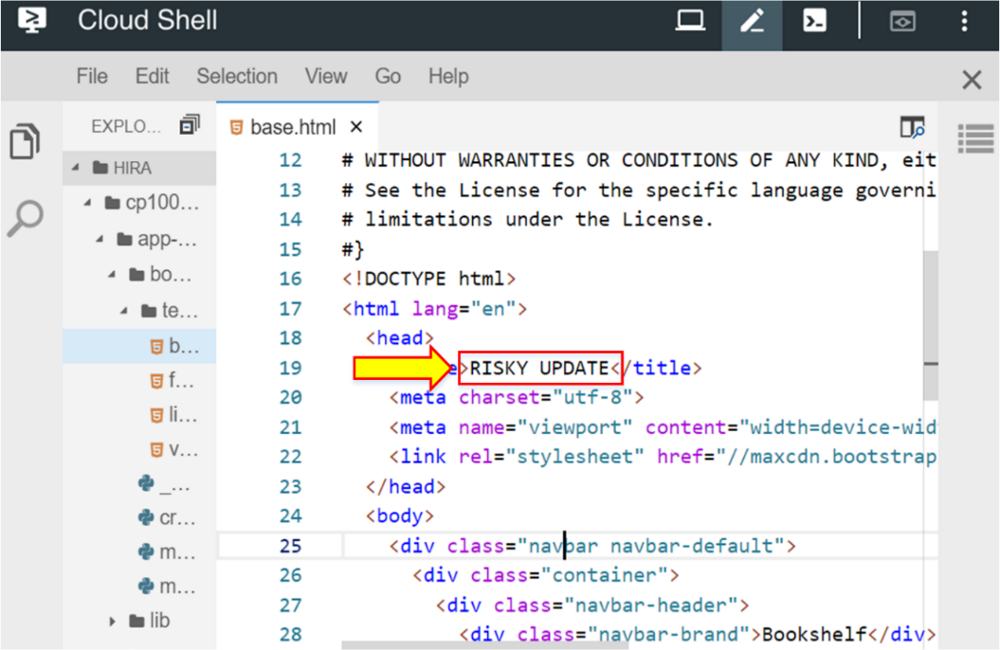 Cloud Shell
File Edit Selection View Go Help
EXPLO... base.html ×
HIRA
cp100...
app-...
bo...
te...
b...
f...
li...
v...
_...
cr...
m...
m...
lib
12 # WITHOUT WARRANTIES OR CONDITIONS OF ANY KIND, eit
13 # See the License for the specific language governi
14 # limitations under the License.
15 #}
16 <!DOCTYPE html>
17 <html lang="en">
18 <head>
19 e>RISKY UPDATE</title>
20 <meta charset="utf-8">
21 <meta name="viewport" content="width=device-wid
22 <link rel="stylesheet" href="//maxcdn.bootstrap
23 </head>
24 <body>
25 <div class="navbar navbar-default">
26 <div class="container">
27 <div class="navbar-header">
28 <div class="navbar-brand">Bookshelf</div>